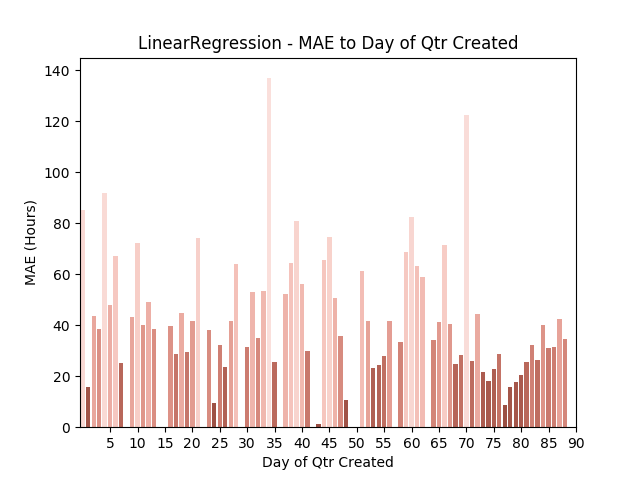 LinearRegression - MAE to Day of Qtr Created
140
120
100
80
60
40
20
0
MAE (Hours)
5 10 15 20 25 30 35 40 45 50 55 60 65 70 75 80 85 90
Day of Qtr Created